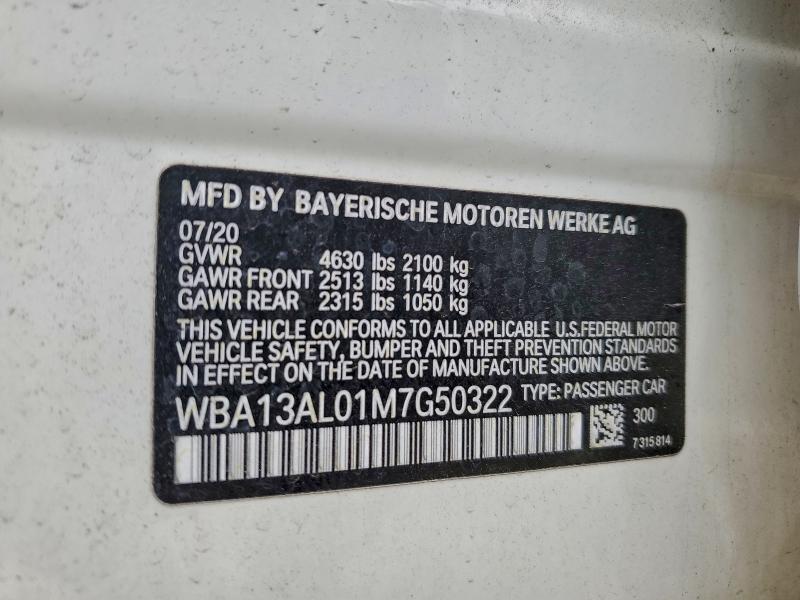 MFD BY BAYERISCHE MOTOREN WERKE AG
07/20
GVWR 4630 lbs 2100 kg
GAWR FRONT 2513 lbs 1140 kg
GAWR REAR 2315 lbs 1050 kg
THIS VEHICLE CONFORMS TO ALL APPLICABLE U.S.FEDERAL MOTOR
VEHICLE SAFETY, BUMPER AND THEFT PREVENTION STANDARDS
IN EFFECT ON THE DATE OF MANUFACTURE SHOWN ABOVE.
WBA13AL01M7G50322 TYPE: PASSENGER CAR
300
7315814